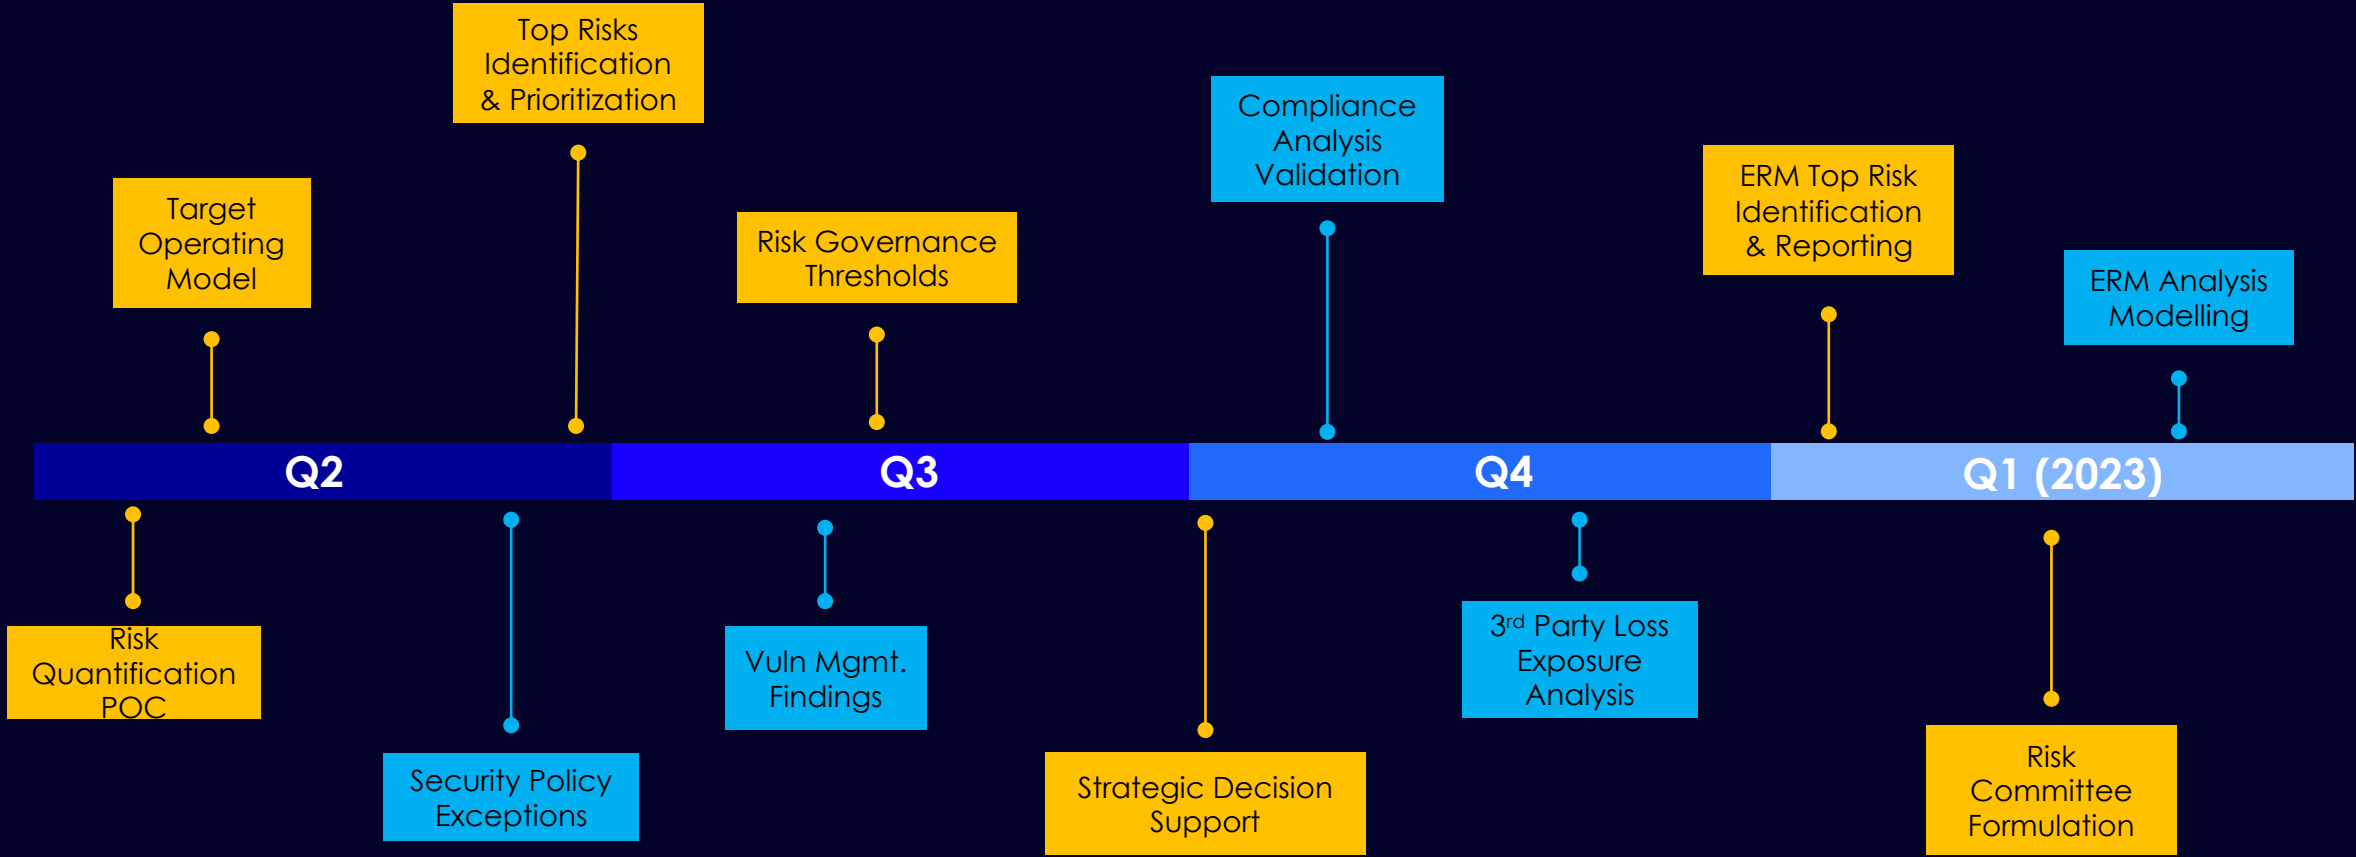 Top Risks
Identification
& Prioritization
Target
Operating
Model
Risk Governance
Thresholds
Compliance
Analysis
Validation
ERM Top Risk
Identification
& Reporting
ERM Analysis
Modelling
Q2
Q3
Q4
Q1 (2023)
Risk
Quantification
POC
Security Policy
Exceptions
Vuln Mgmt.
Findings
Strategic Decision
Support
3rd Party Loss
Exposure
Analysis
Risk
Committee
Formulation